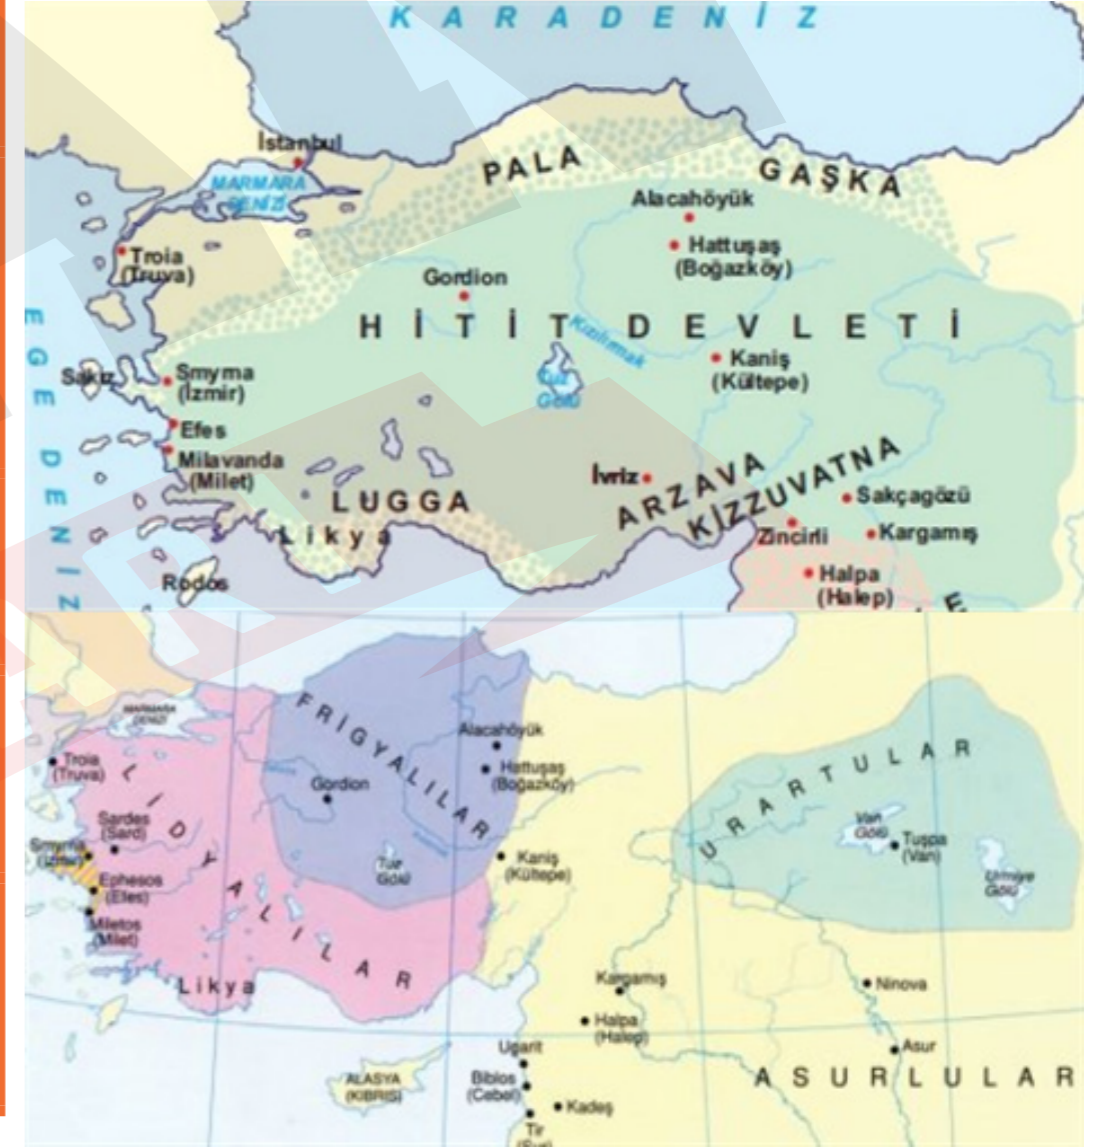 KARADENİZ
İstanbul
MARMARA
DENİZİ
PALA
GAŞKA
Alacahöyük
Troia
(Truva)
Hattuşaş
(Boğazköy)
Gordion
EGE DENİZİ
HİTİT DEVLETİ
Kızılırmak
Kaniş
(Kültepe)
Tuz
Gölü
Sakız
Smyrna
(İzmir)
Efes
Milavanda
(Milet)
LUGGA
Likya
Rodos
İvriz
ARZAVA
KİZZUVATNA
Sakçagözü
Zincirli
Kargamış
Halpa
(Halep)
E
MARMARA
DENİZİ
FRİGYALILAR
Alacahöyük
Troia
(Truva)
Hattuşaş
(Boğazköy)
Gordion
LİDYALILAR
URARTULAR
Sardes
(Sard)
Smyrna
(İzmir)
Van
Gölü
Tuşpa
(Van)
Tuz
Gölü
Kaniş
(Kültepe)
Urmiye
Gölü
Ephesos
(Efes)
Miletos
(Milet)
Likya
Kargamış
Ninova
Halpa
(Halep)
Ugarit
Asur
ALASYA
(KIBRIS)
Biblos
(Cebel)
ASURLULAR
Kadeş
Tir
(Sur)